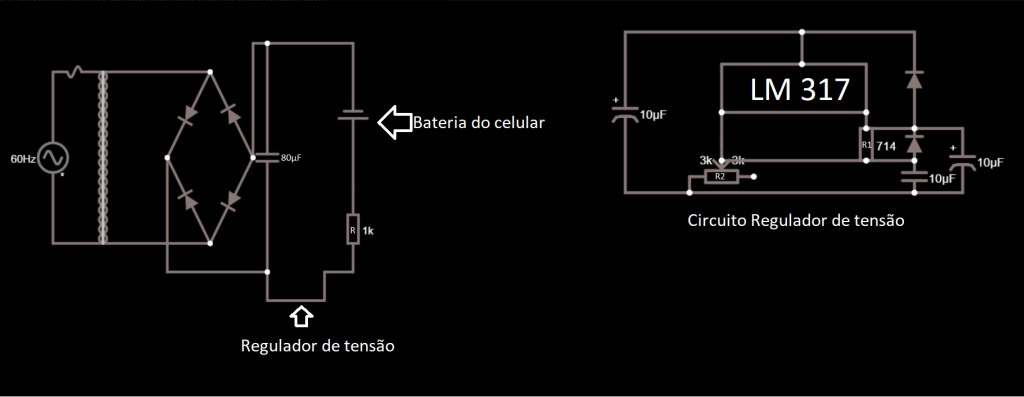 60Hz
80µF
Bateria do celular
R 1k
Regulador de tensão
LM 317
+
10µF
R1 714
3k 3k
R2
+
10µF
10µF
Circuito Regulador de tensão